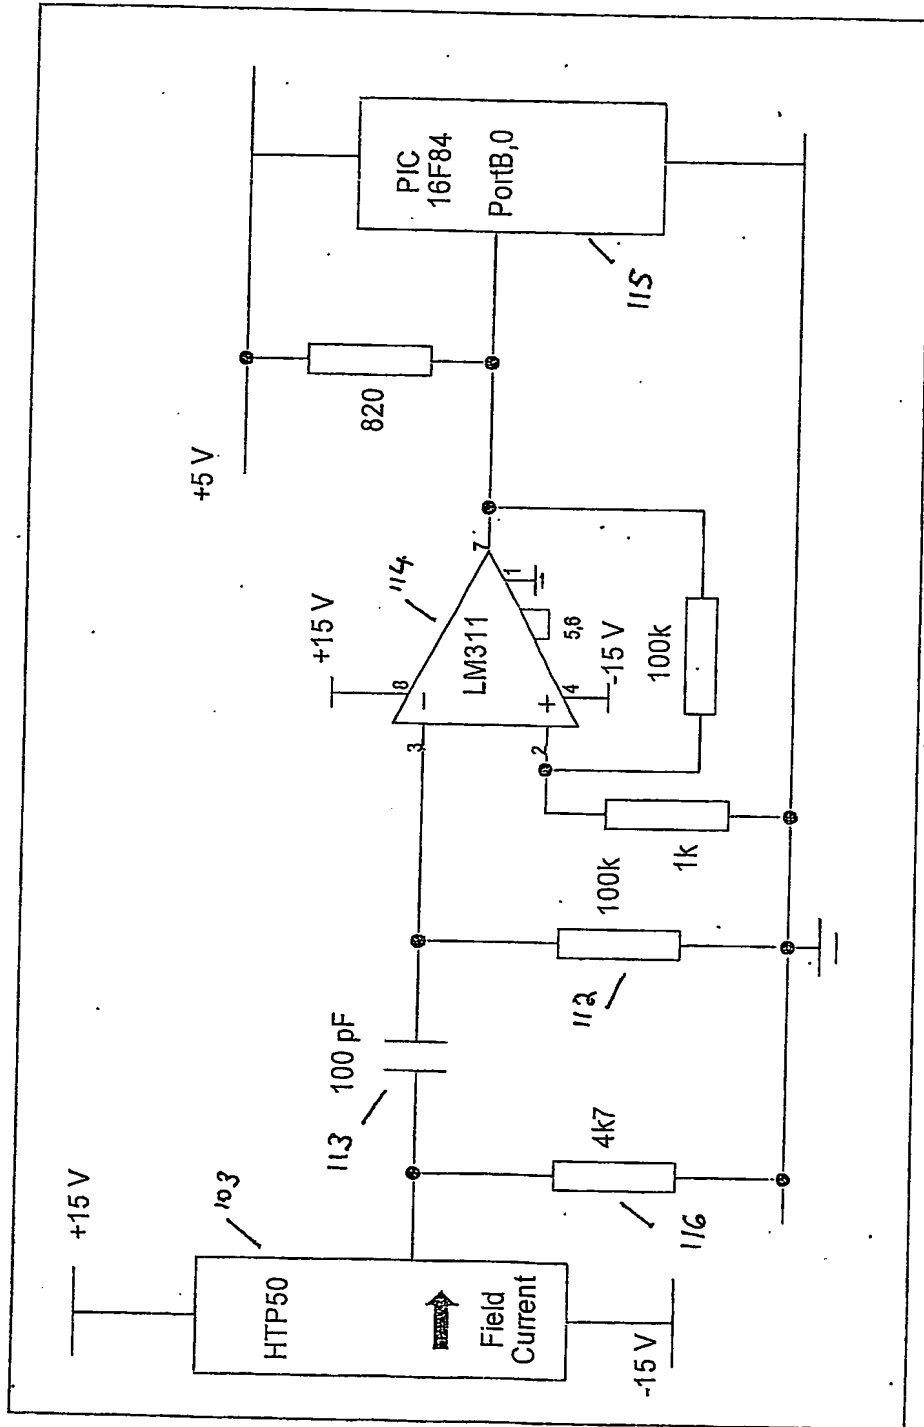 +15 V
HTP50
Field
Current
-15 V
103
113
100 pF
4k7
116
112
100k
1k
3
2
+15 V
8
−
LM311
+
4
-15 V
5,6
1
7
114
100k
+5 V
820
PIC
16F84
PortB,0
115